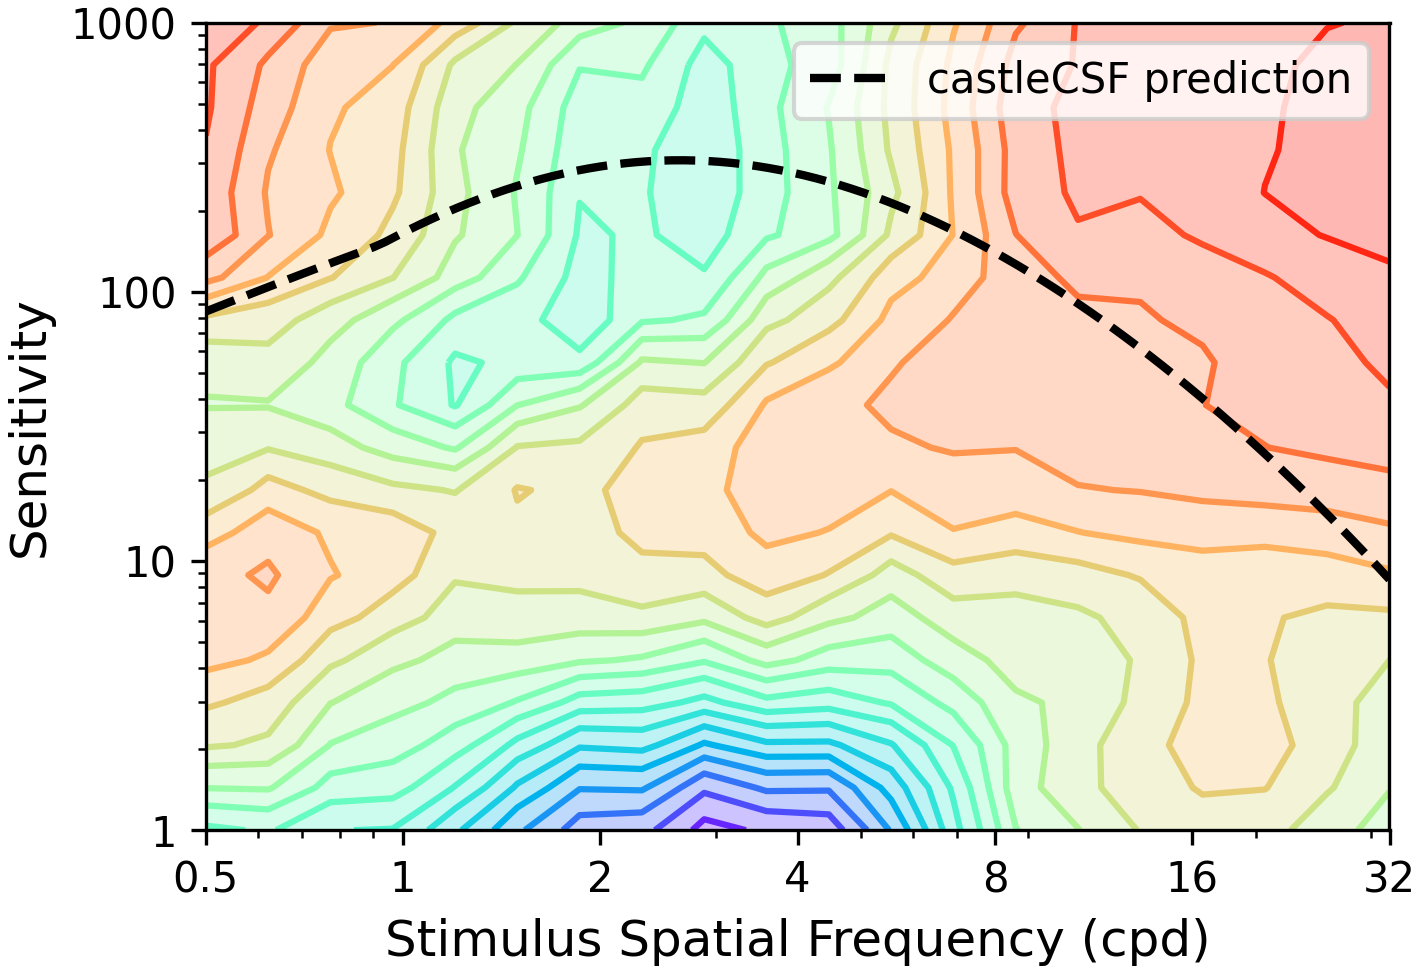 1000
100
10
1
Sensitivity
castleCSF prediction
0.5 1 2 4 8 16 32
Stimulus Spatial Frequency (cpd)